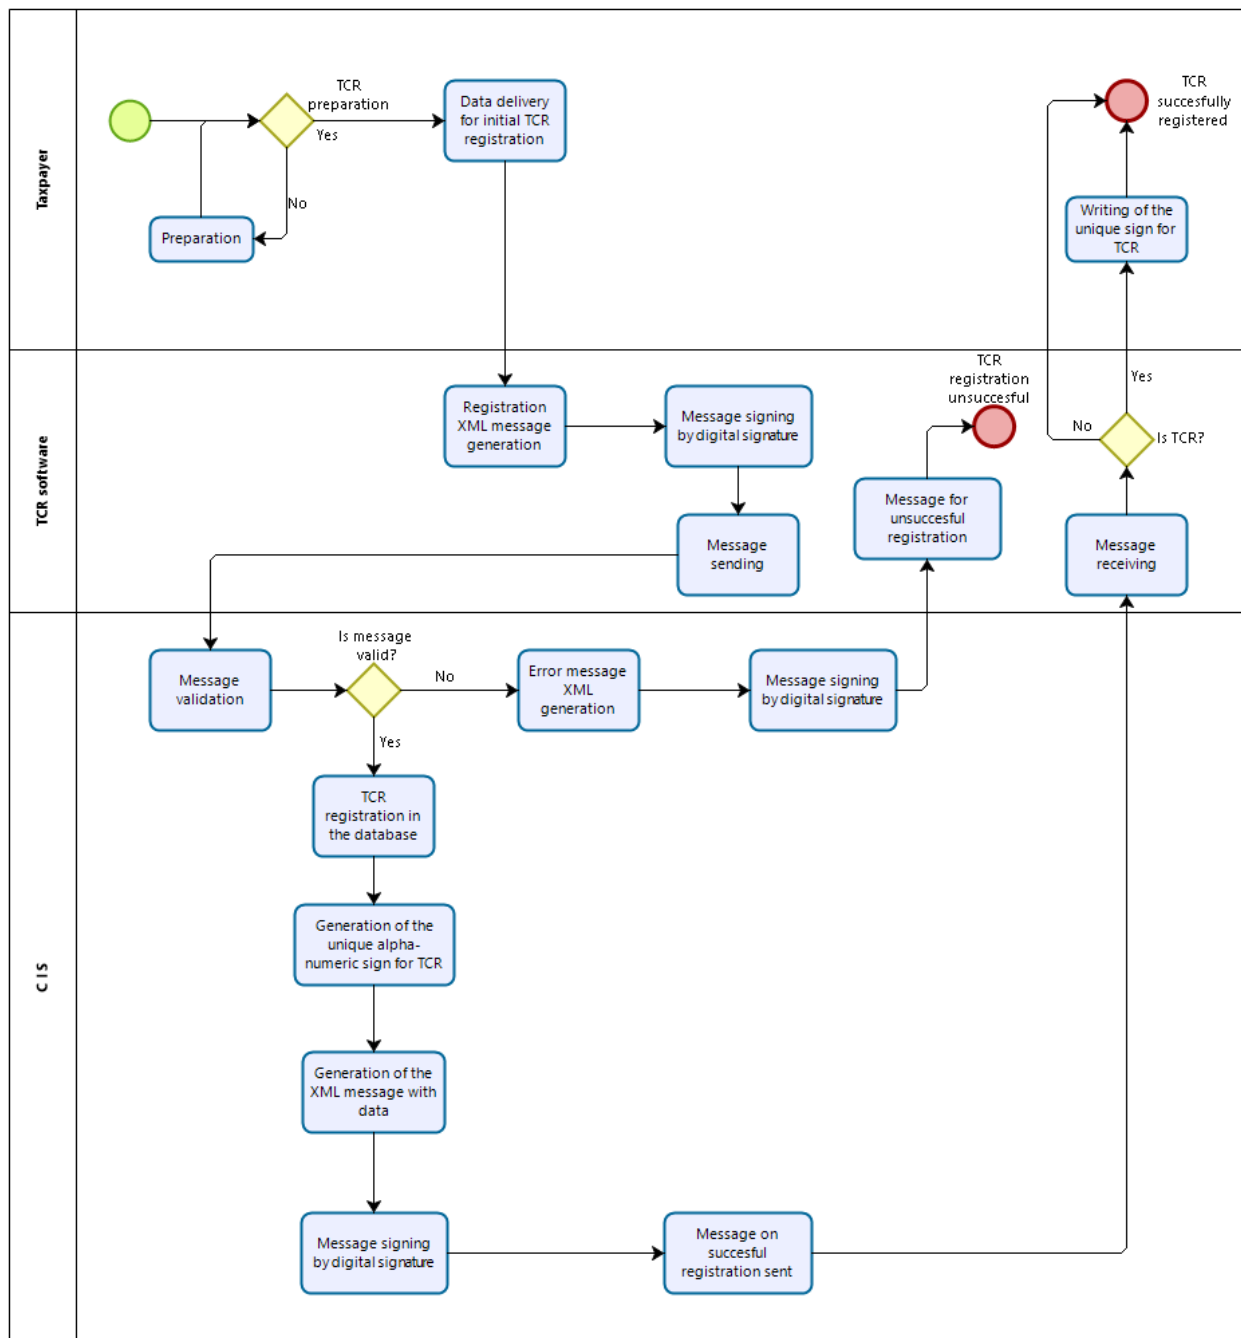 Taxpayer
TCR
preparation
Yes
No
Preparation
Data delivery
for initial TCR
registration
TCR
succesfully
registered
Writing of the
unique sign for
TCR
TCR software
Registration
XML message
generation
Message signing
by digital signature
Message
sending
TCR
registration
unsuccesful
Message for
unsuccesful
registration
Yes
No
Is TCR?
Message
receiving
C I S
Message
validation
Is message
valid?
No
Yes
Error message
XML
generation
Message signing
by digital signature
TCR
registration in
the database
Generation of the
unique alpha-
numeric sign for TCR
Generation of the
XML message with
data
Message signing
by digital signature
Message on
succesful
registration sent